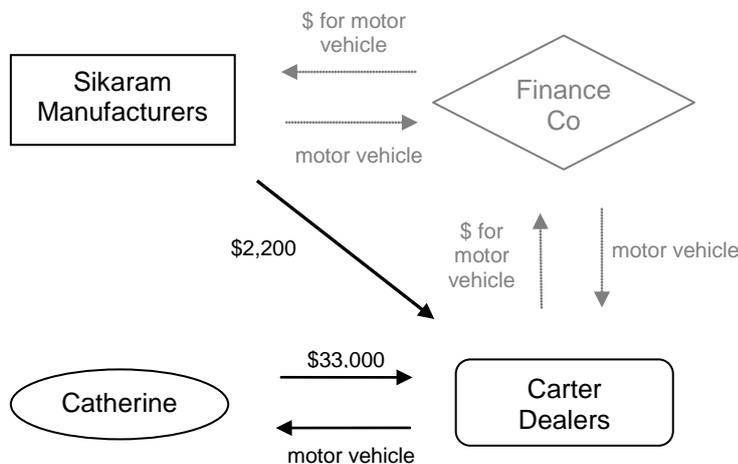 $ for motor
vehicle
Sikaram
Manufacturers
Finance
Co
motor vehicle
$2,200
$ for
motor
vehicle
motor vehicle
$33,000
Catherine
Carter
Dealers
motor vehicle